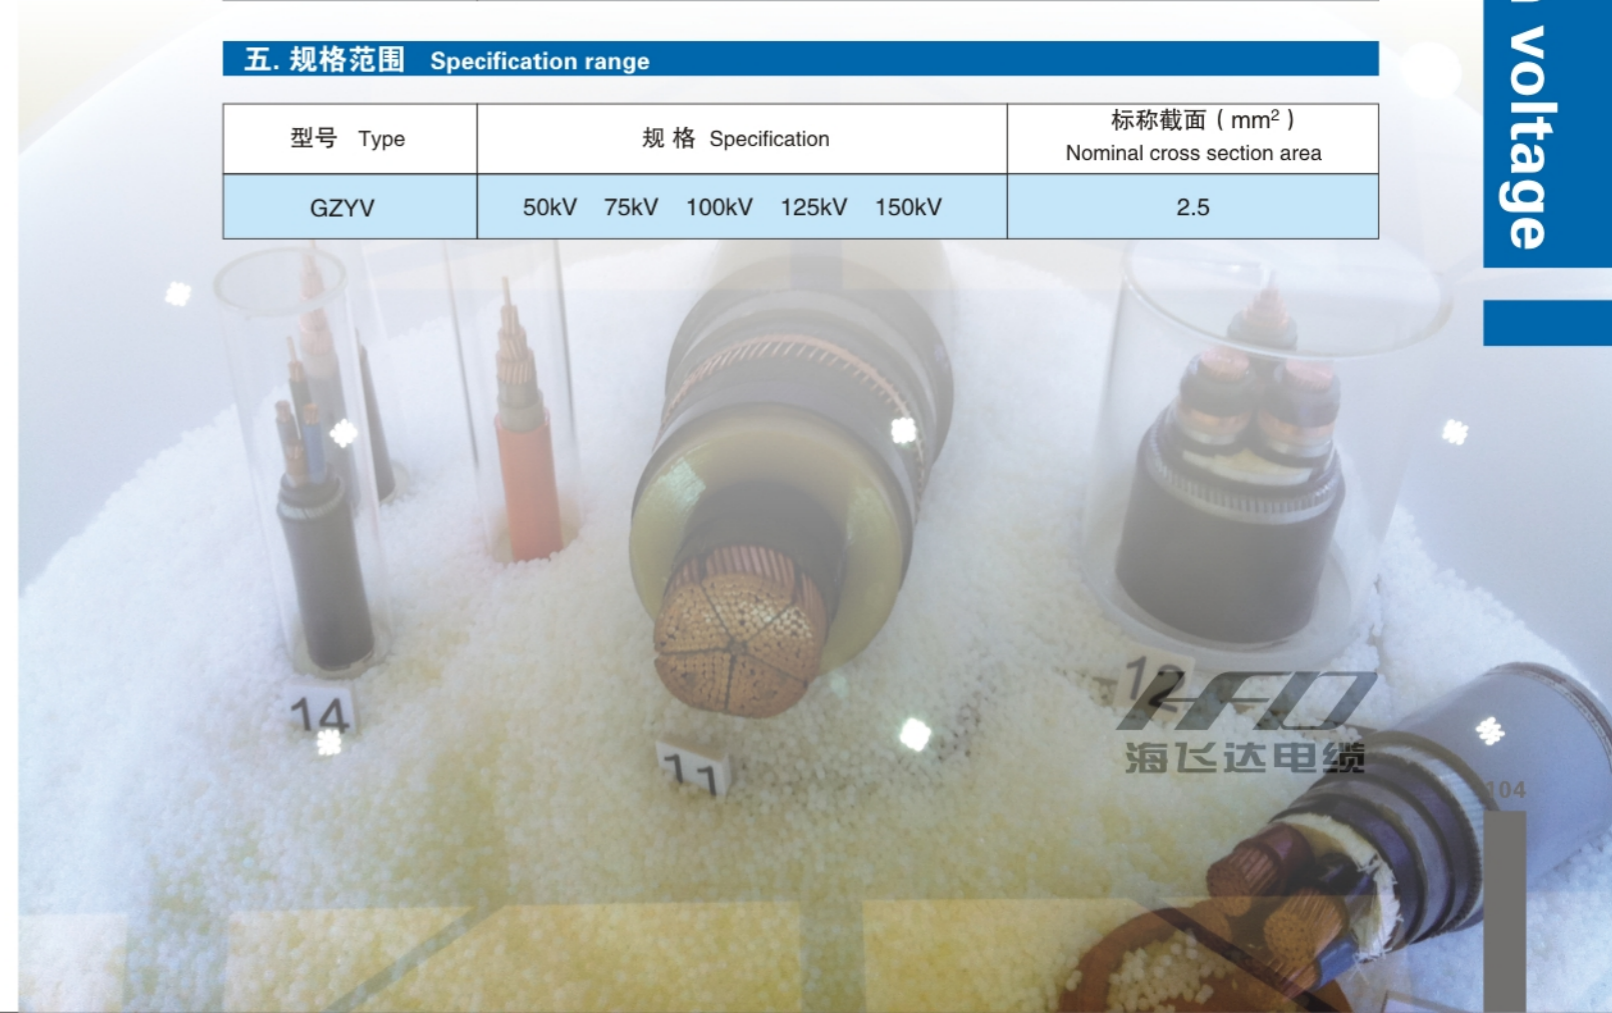 五. 规格范围 Specification range
型号 Type
规 格 Specification
标称截面（mm²）
Nominal cross section area
GZYV
50kV 75kV 100kV 125kV 150kV
2.5
voltage
14
11
12
HFD
海飞达电缆
104